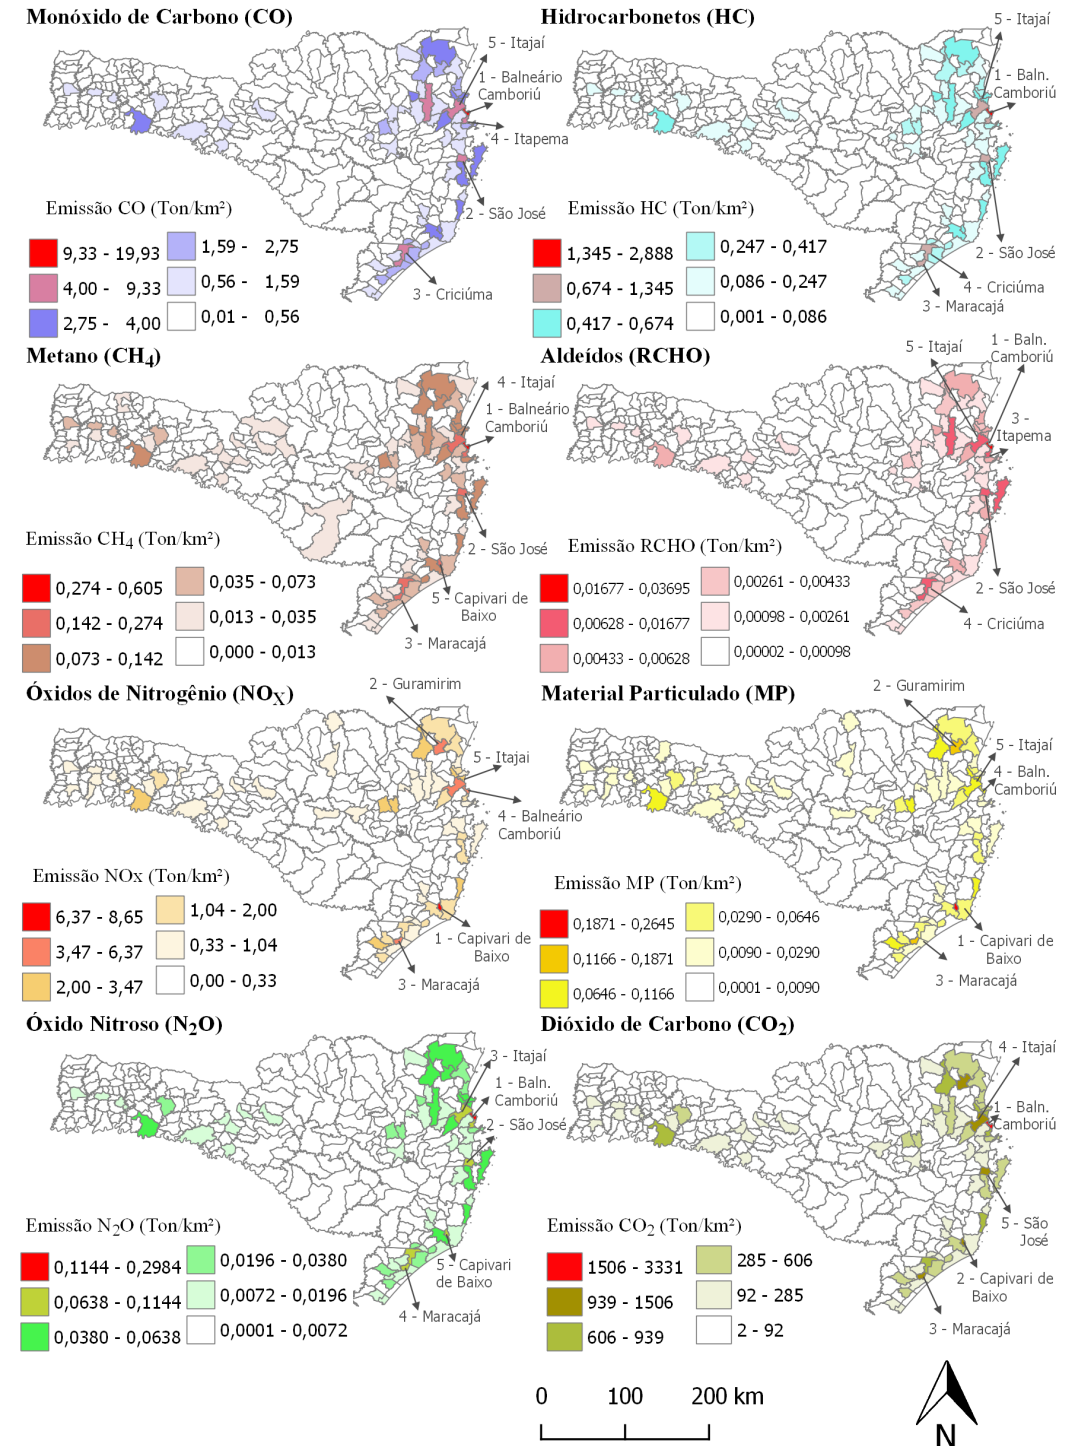 Monóxido de Carbono (CO)
5 - Itajaí
1 - Balneário
Camboriú
4 - Itapema
2 - São José
3 - Criciúma
Emissão CO (Ton/km²)
9,33 - 19,93
4,00 - 9,33
2,75 - 4,00
1,59 - 2,75
0,56 - 1,59
0,01 - 0,56
Hidrocarbonetos (HC)
5 - Itajaí
1 - Baln.
Camboriú
2 - São José
4 - Criciúma
3 - Maracajá
Emissão HC (Ton/km²)
1,345 - 2,888
0,674 - 1,345
0,417 - 0,674
0,247 - 0,417
0,086 - 0,247
0,001 - 0,086
Metano (CH4)
4 - Itajaí
1 - Balneário
Camboriú
2 - São José
5 - Capivari de
Baixo
3 - Maracajá
Emissão CH4 (Ton/km²)
0,274 - 0,605
0,142 - 0,274
0,073 - 0,142
0,035 - 0,073
0,013 - 0,035
0,000 - 0,013
Aldeídos (RCHO)
5 - Itajaí
1 - Baln.
Camboriú
3 -
Itapema
2 - São José
4 - Criciúma
Emissão RCHO (Ton/km²)
0,01677 - 0,03695
0,00628 - 0,01677
0,00433 - 0,00628
0,00261 - 0,00433
0,00098 - 0,00261
0,00002 - 0,00098
Óxidos de Nitrogênio (NOX)
2 - Guramirim
5 - Itajai
4 - Balneário
Camboriú
1 - Capivari de
Baixo
3 - Maracajá
Emissão NOx (Ton/km²)
6,37 - 8,65
3,47 - 6,37
2,00 - 3,47
1,04 - 2,00
0,33 - 1,04
0,00 - 0,33
Material Particulado (MP)
2 - Guramirim
5 - Itajaí
4 - Baln.
Camboriú
1 - Capivari de
Baixo
3 - Maracajá
Emissão MP (Ton/km²)
0,1871 - 0,2645
0,1166 - 0,1871
0,0646 - 0,1166
0,0290 - 0,0646
0,0090 - 0,0290
0,0001 - 0,0090
Óxido Nitroso (N2O)
3 - Itajaí
1 - Baln.
Camboriú
2 - São José
5 - Capivari
de Baixo
4 - Maracajá
Emissão N2O (Ton/km²)
0,1144 - 0,2984
0,0638 - 0,1144
0,0380 - 0,0638
0,0196 - 0,0380
0,0072 - 0,0196
0,0001 - 0,0072
Dióxido de Carbono (CO2)
4 - Itajaí
1 - Baln.
Camboriú
5 - São
José
2 - Capivari de
Baixo
3 - Maracajá
Emissão CO2 (Ton/km²)
1506 - 3331
939 - 1506
606 - 939
285 - 606
92 - 285
2 - 92
0 100 200 km
N